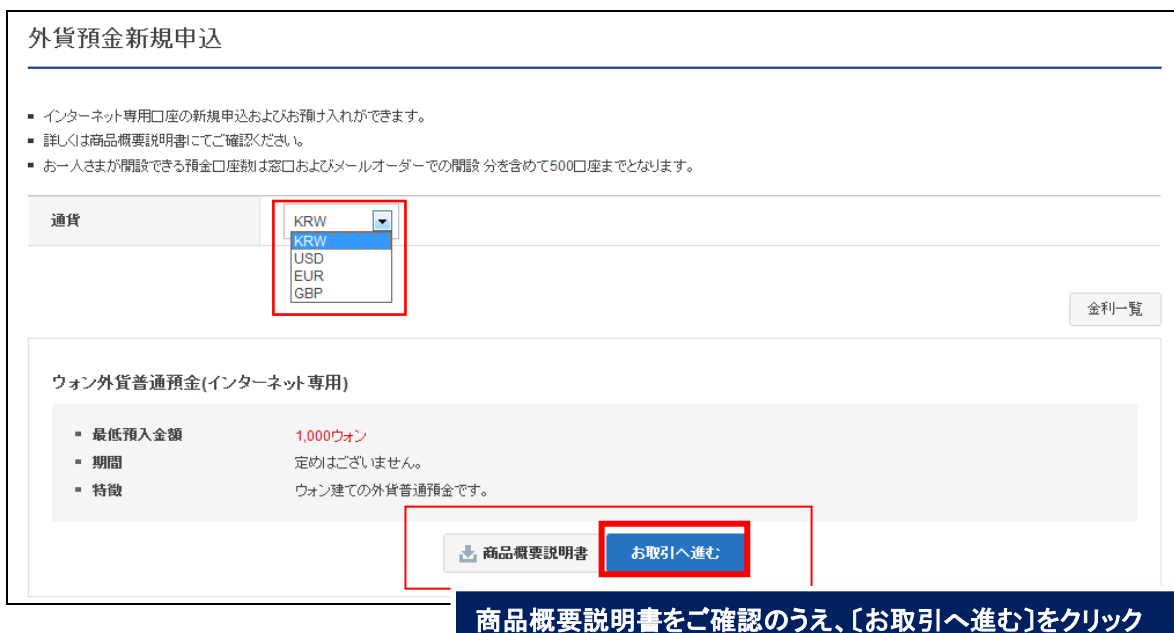 外貨預金新規申込
▪ インターネット専用口座の新規申込およびお預け入れができます。
▪ 詳しくは商品概要説明書にてご確認ください。
▪ お一人さまが開設できる預金口座数は窓口およびメールオーダーでの開設分を含めて500口座までとなります。
通貨 KRW
KRW
USD
EUR
GBP
金利一覧
ウォン外貨普通預金(インターネット専用)
▪ 最低預入金額 1,000ウォン
▪ 期間 定めはございません。
▪ 特徴 ウォン建ての外貨普通預金です。
商品概要説明書 お取引へ進む
商品概要説明書をご確認のうえ、〔お取引へ進む〕をクリック